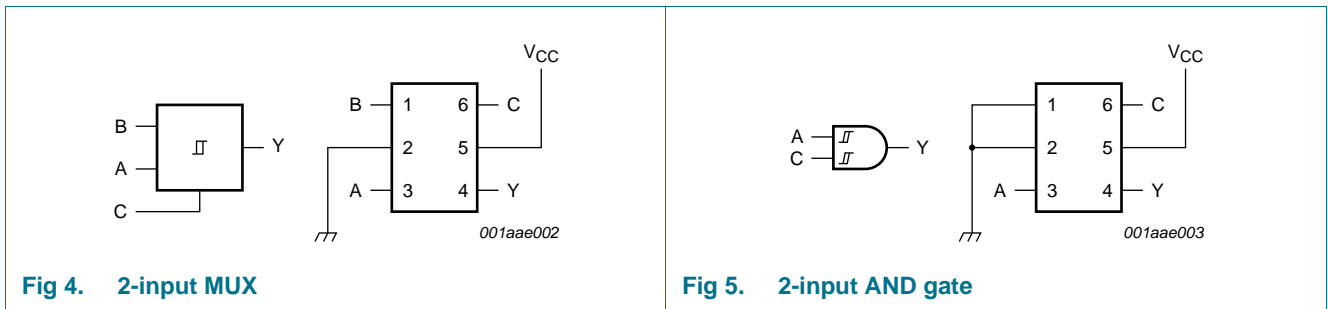 B
A
C
Y
VCC
B 1 6 C
2 5
A 3 4 Y
001aae002
Fig 4. 2-input MUX
A
C
Y
VCC
1 6 C
2 5
A 3 4 Y
001aae003
Fig 5. 2-input AND gate